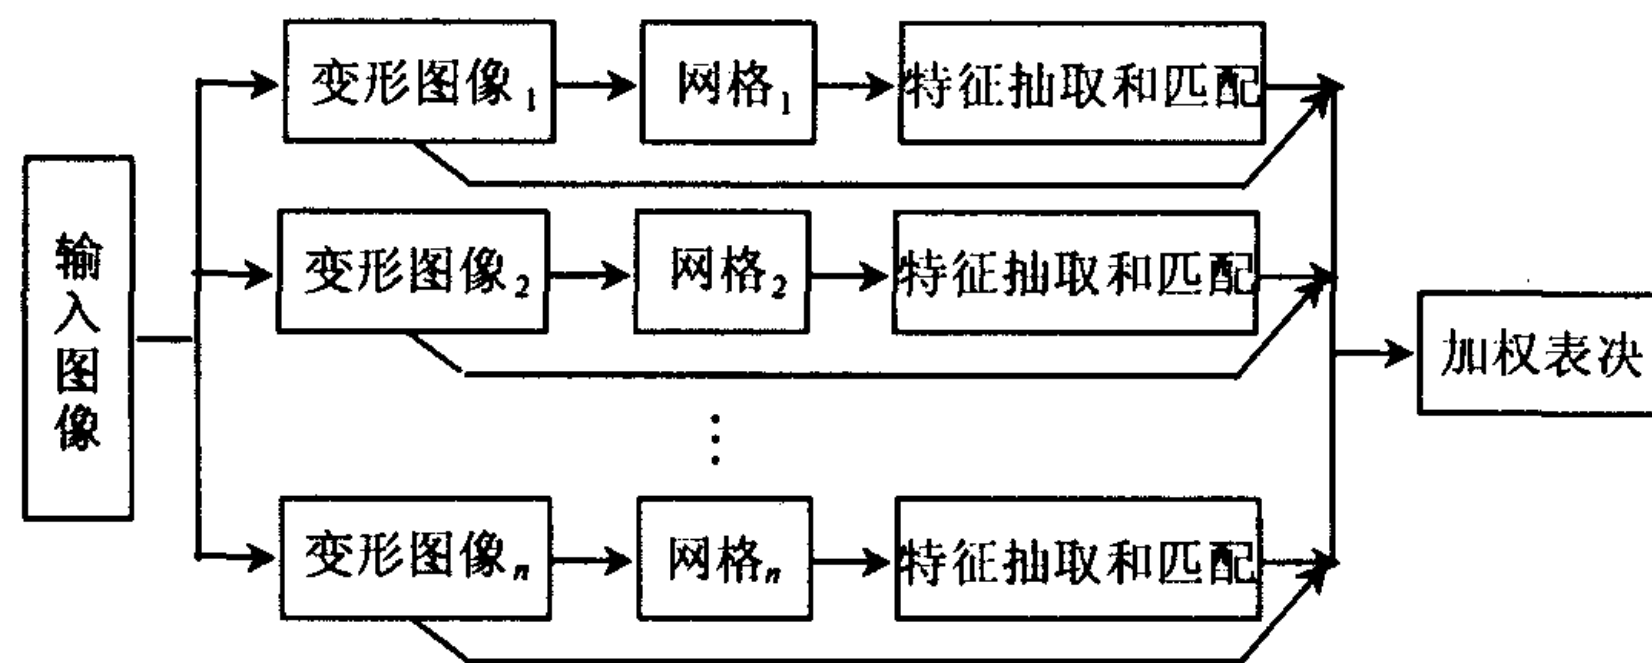 输入图像
变形图像1
网格1
特征抽取和匹配
变形图像2
网格2
特征抽取和匹配
⋮
变形图像n
网格n
特征抽取和匹配
加权表决